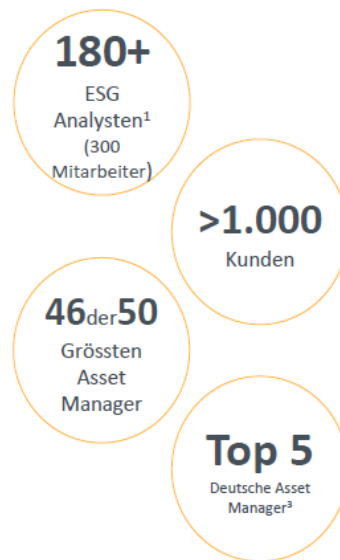 180+
ESG
Analysten¹
(300
Mitarbeiter)
>1.000
Kunden
46der50
Grössten
Asset
Manager
Top 5
Deutsche Asset
Manager³